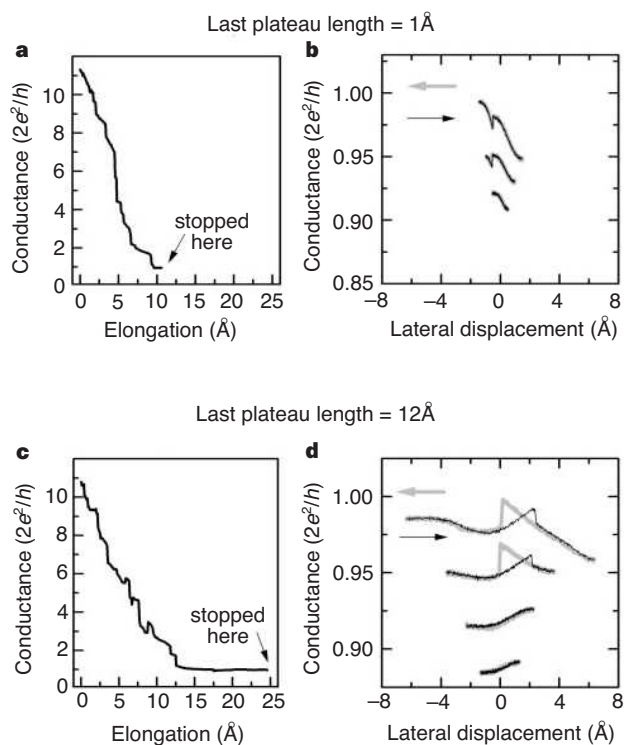 Last plateau length = 1Å
a
Conductance (2e²/h)
10
8
6
4
2
0
stopped
here
0 5 10 15 20 25
Elongation (Å)
b
Conductance (2e²/h)
1.00
0.95
0.90
0.85
−8 −4 0 4 8
Lateral displacement (Å)
Last plateau length = 12Å
c
Conductance (2e²/h)
10
8
6
4
2
0
stopped
here
0 5 10 15 20 25
Elongation (Å)
d
Conductance (2e²/h)
1.00
0.95
0.90
−8 −4 0 4 8
Lateral displacement (Å)